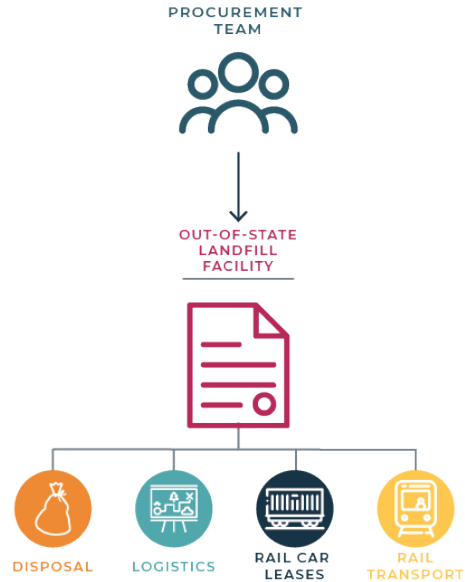 PROCUREMENT
TEAM
OUT-OF-STATE
LANDFILL
FACILITY
DISPOSAL
LOGISTICS
RAIL CAR
LEASES
RAIL
TRANSPORT